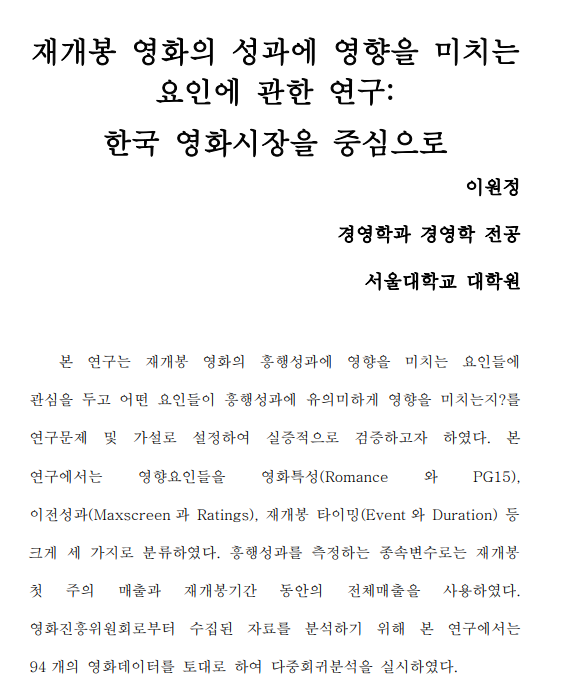 재개봉 영화의 성과에 영향을 미치는
요인에 관한 연구:
한국 영화시장을 중심으로
이원정
경영학과 경영학 전공
서울대학교 대학원
본 연구는 재개봉 영화의 흥행성과에 영향을 미치는 요인들에
관심을 두고 어떤 요인들이 흥행성과에 유의미하게 영향을 미치는지?를
연구문제 및 가설로 설정하여 실증적으로 검증하고자 하였다. 본
연구에서는 영향요인들을 영화특성(Romance 와 PG15),
이전성과(Maxscreen 과 Ratings), 재개봉 타이밍(Event 와 Duration) 등
크게 세 가지로 분류하였다. 흥행성과를 측정하는 종속변수로는 재개봉
첫 주의 매출과 재개봉기간 동안의 전체매출을 사용하였다.
영화진흥위원회로부터 수집된 자료를 분석하기 위해 본 연구에서는
94 개의 영화데이터를 토대로 하여 다중회귀분석을 실시하였다.